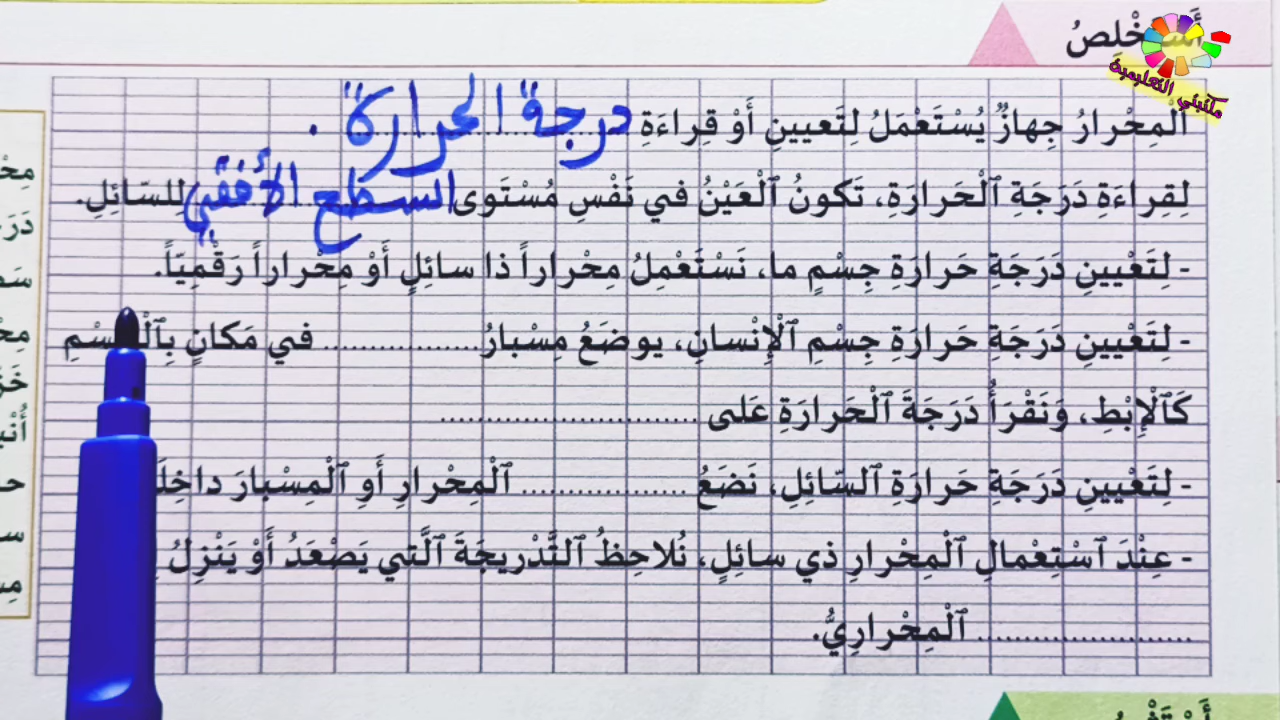 أَسْتَخْلِصُ
مكتبتي التعليمية
اَلْمِحْرارُ جِهازٌ يُسْتَعْمَلُ لِتَعيينِ أَوْ قِراءَةِ درجة الحرارة .
لِقِراءَةِ دَرَجَةِ ٱلْحَرارَةِ، تَكونُ ٱلْعَيْنُ في نَفْسِ مُسْتَوى السطح الأفقي لِلسّائِلِ.
- لِتَعْيينِ دَرَجَةِ حَرارَةِ جِسْمٍ ما، نَسْتَعْمِلُ مِحْراراً ذا سائِلٍ أَوْ مِحْراراً رَقْمِيّاً.
- لِتَعْيينِ دَرَجَةِ حَرارَةِ جِسْمِ ٱلْإِنْسانِ، يوضَعُ مِسْبارُ ................ في مَكانٍ بِٱلْجِسْمِ
كَٱلْإِبْطِ، وَنَقْرَأُ دَرَجَةَ ٱلْحَرارَةِ عَلى ..........................
- لِتَعْيينِ دَرَجَةِ حَرارَةِ ٱلسّائِلِ، نَضَعُ ................. ٱلْمِحْرارِ أَوِ ٱلْمِسْبارَ
- عِنْدَ ٱسْتِعْمالِ ٱلْمِحْرارِ ذي سائِلٍ، نُلاحِظُ ٱلتَّدْريجَةَ ٱلَّتي يَصْعَدُ أَوْ يَنْزِلُ
...................... ٱلْمِحْرارِيُّ.